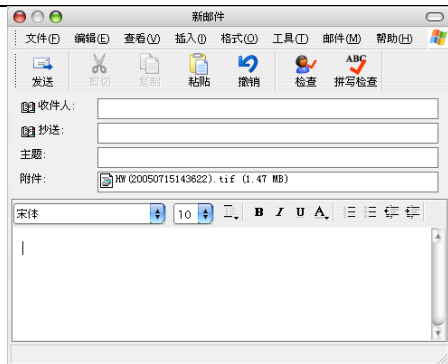 新邮件
文件(F) 编辑(E) 查看(V) 插入(I) 格式(O) 工具(T) 邮件(M) 帮助(H)
ABC
发送 剪切 复制 粘贴 撤销 检查 拼写检查
收件人:
抄送:
主题:
附件: HW(20050715143622).tif (1.47 MB)
宋体 10 B I U A